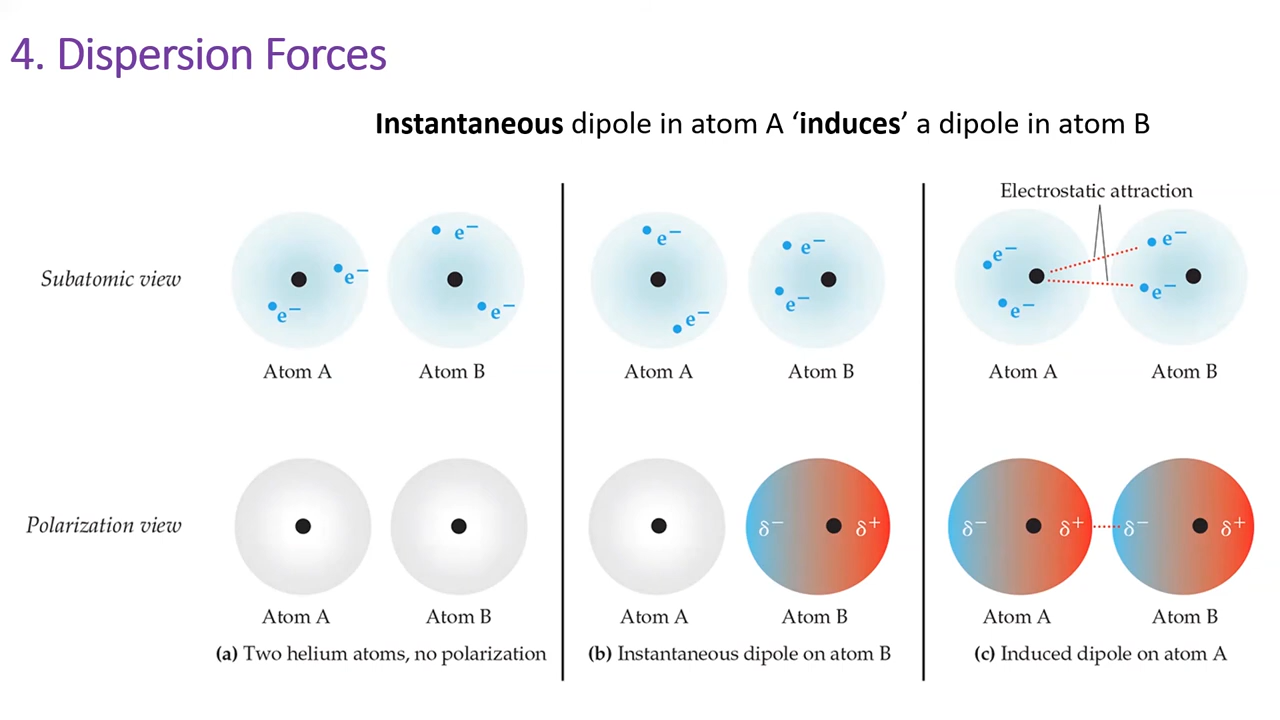 4. Dispersion Forces
Instantaneous dipole in atom A ‘induces’ a dipole in atom B
Subatomic view
e−
e−
Atom A
e−
e−
Atom B
e−
e−
Atom A
e−
e−
Atom B
Electrostatic attraction
e−
e−
Atom A
e−
e−
Atom B
Polarization view
Atom A
Atom B
(a) Two helium atoms, no polarization
Atom A
δ− δ+
Atom B
(b) Instantaneous dipole on atom B
δ− δ+
Atom A
δ− δ+
Atom B
(c) Induced dipole on atom A